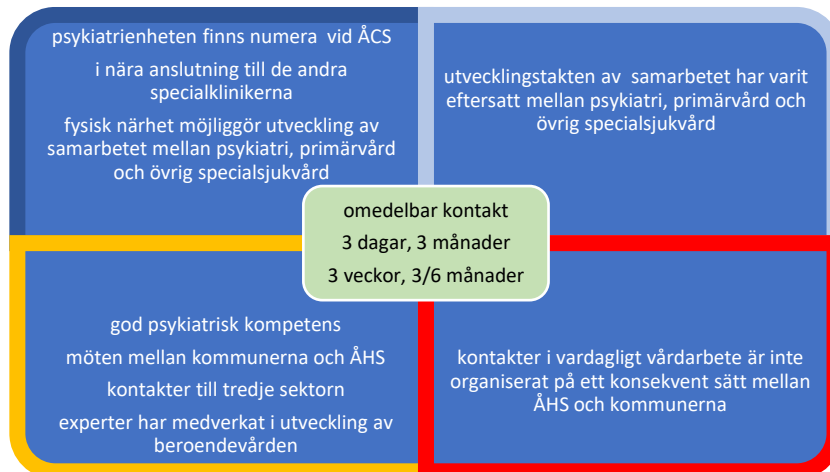 psykiatrienheten finns numera vid ÅCS
i nära anslutning till de andra
specialklinikerna
fysisk närhet möjliggör utveckling av
samarbetet mellan psykiatri, primärvård
och övrig specialsjukvård
utvecklingstakten av samarbetet har varit
eftersatt mellan psykiatri, primärvård och
övrig specialsjukvård
omedelbar kontakt
3 dagar, 3 månader
3 veckor, 3/6 månader
god psykiatrisk kompetens
möten mellan kommunerna och ÅHS
kontakter till tredje sektorn
experter har medverkat i utveckling av
beroendevården
kontakter i vardagligt vårdarbete är inte
organiserat på ett konsekvent sätt mellan
ÅHS och kommunerna